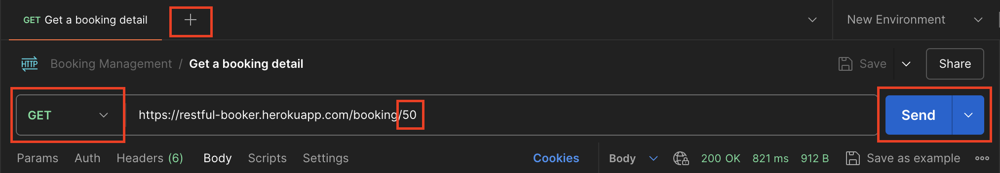 GET Get a booking detail + New Environment
HTTP Booking Management / Get a booking detail Save Share
GET https://restful-booker.herokuapp.com/booking/50 Send
Params Auth Headers (6) Body Scripts Settings Cookies Body 200 OK 821 ms 912 B Save as example